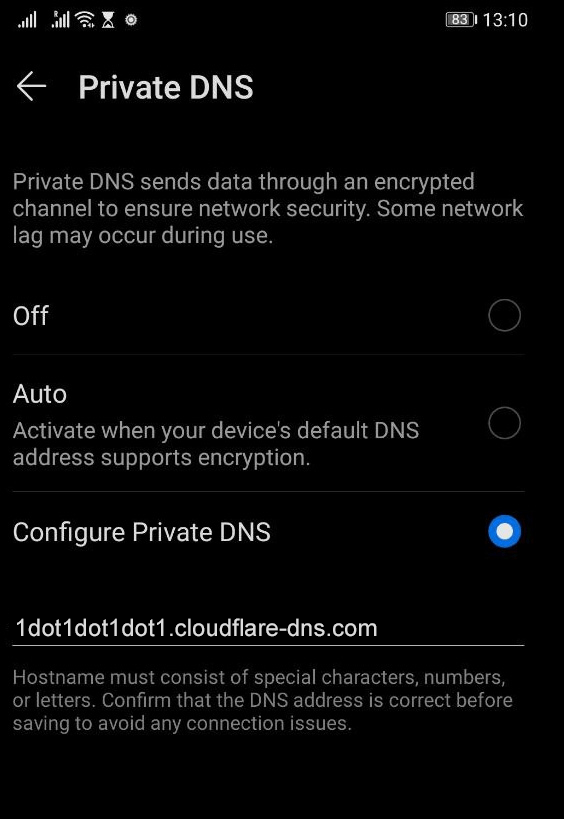 R 83 13:10
Private DNS
Private DNS sends data through an encrypted
channel to ensure network security. Some network
lag may occur during use.
Off
Auto
Activate when your device's default DNS
address supports encryption.
Configure Private DNS
1dot1dot1dot1.cloudflare-dns.com
Hostname must consist of special characters, numbers,
or letters. Confirm that the DNS address is correct before
saving to avoid any connection issues.